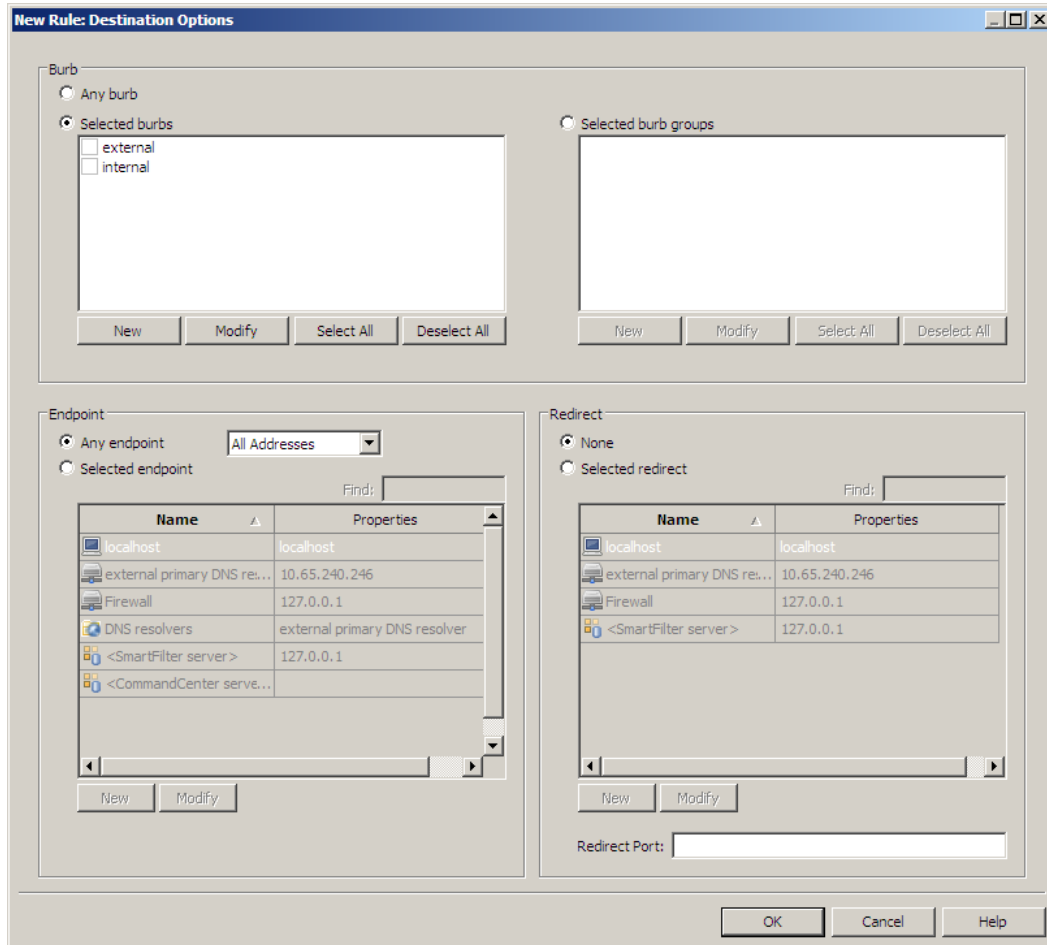 New Rule: Destination Options
Burb
Any burb
Selected burbs
external
internal
New Modify Select All Deselect All
Selected burb groups
New Modify Select All Deselect All
Endpoint
Any endpoint All Addresses
Selected endpoint
Find:
Name Properties
localhost localhost
external primary DNS re:... 10.65.240.246
Firewall 127.0.0.1
DNS resolvers external primary DNS resolver
<SmartFilter server> 127.0.0.1
<CommandCenter serve...
New Modify
Redirect
None
Selected redirect
Find:
Name Properties
localhost localhost
external primary DNS re:... 10.65.240.246
Firewall 127.0.0.1
<SmartFilter server> 127.0.0.1
New Modify
Redirect Port:
OK Cancel Help